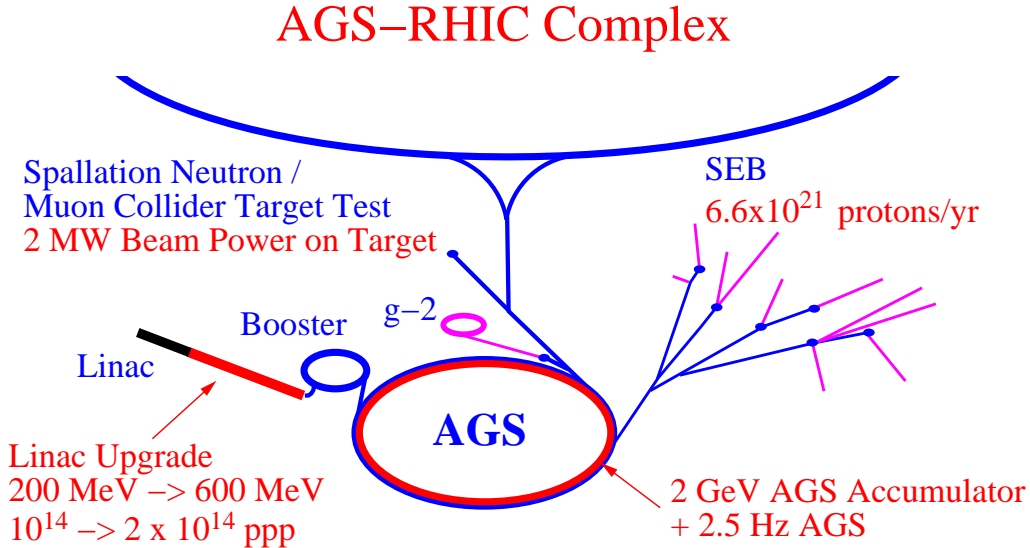 AGS–RHIC Complex
Spallation Neutron /
Muon Collider Target Test
2 MW Beam Power on Target
SEB
6.6x10²¹ protons/yr
g–2
Booster
Linac
AGS
Linac Upgrade
200 MeV –> 600 MeV
10¹⁴ –> 2 x 10¹⁴ ppp
2 GeV AGS Accumulator
+ 2.5 Hz AGS